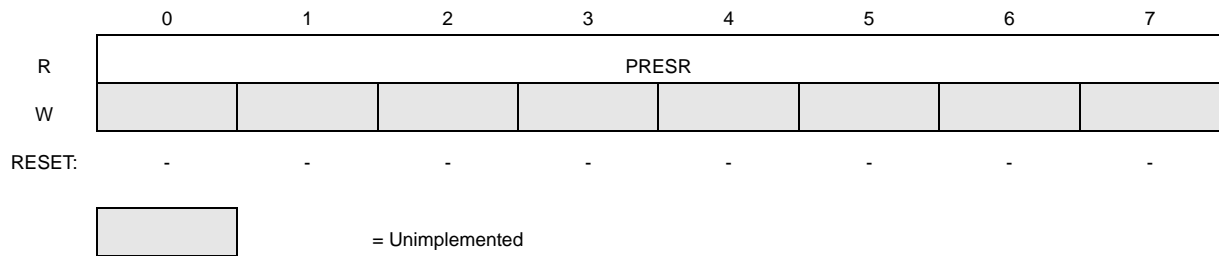 0 1 2 3 4 5 6 7
R PRESR
W
RESET: - - - - - - - -
= Unimplemented